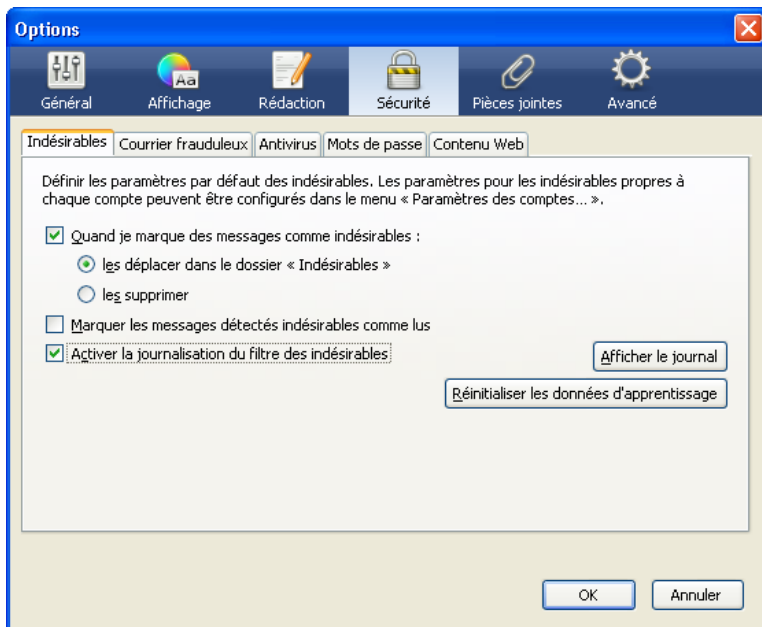 Options
Général Affichage Rédaction Sécurité Pièces jointes Avancé
Aa
Indésirables Courrier frauduleux Antivirus Mots de passe Contenu Web
Définir les paramètres par défaut des indésirables. Les paramètres pour les indésirables propres à
chaque compte peuvent être configurés dans le menu « Paramètres des comptes... ».
Quand je marque des messages comme indésirables :
les déplacer dans le dossier « Indésirables »
les supprimer
Marquer les messages détectés indésirables comme lus
Activer la journalisation du filtre des indésirables Afficher le journal
Réinitialiser les données d'apprentissage
OK Annuler